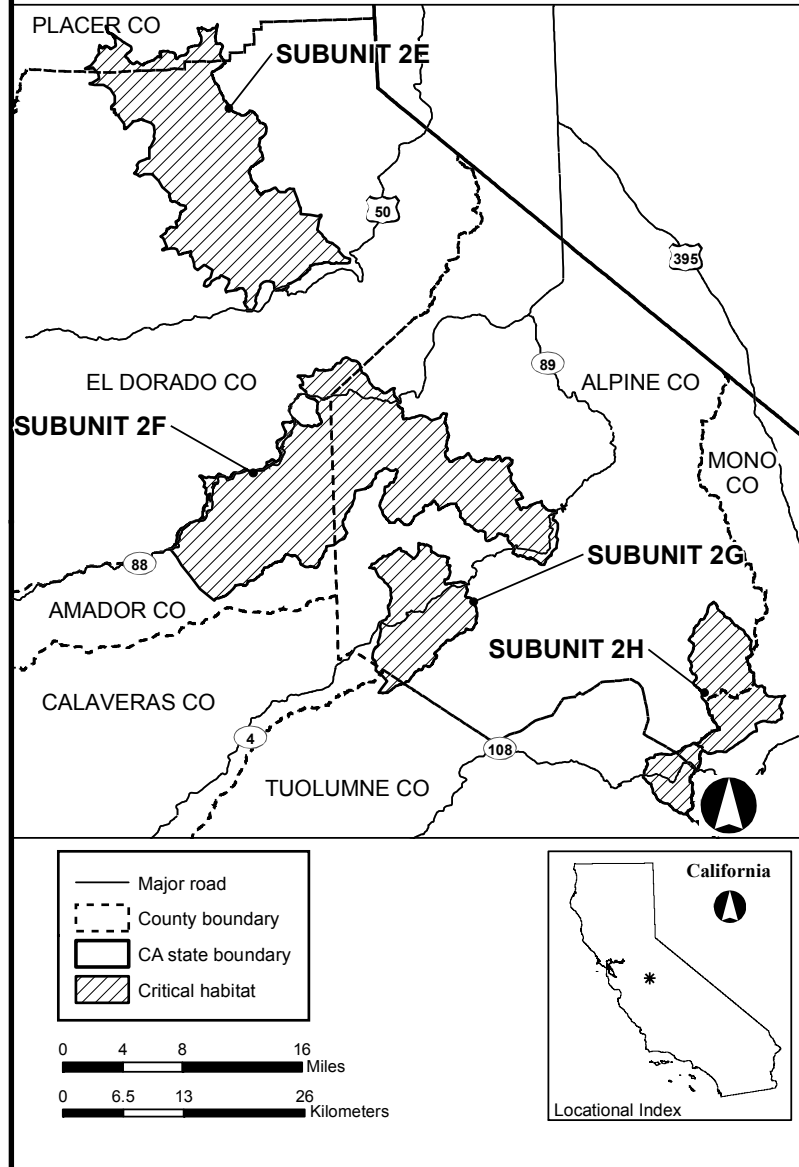 PLACER CO
SUBUNIT 2E
50
395
EL DORADO CO
89
ALPINE CO
SUBUNIT 2F
MONO
CO
88
SUBUNIT 2G
AMADOR CO
SUBUNIT 2H
CALAVERAS CO
4
108
TUOLUMNE CO
Major road
County boundary
CA state boundary
Critical habitat
0 4 8 16
Miles
0 6.5 13 26
Kilometers
California
Locational Index